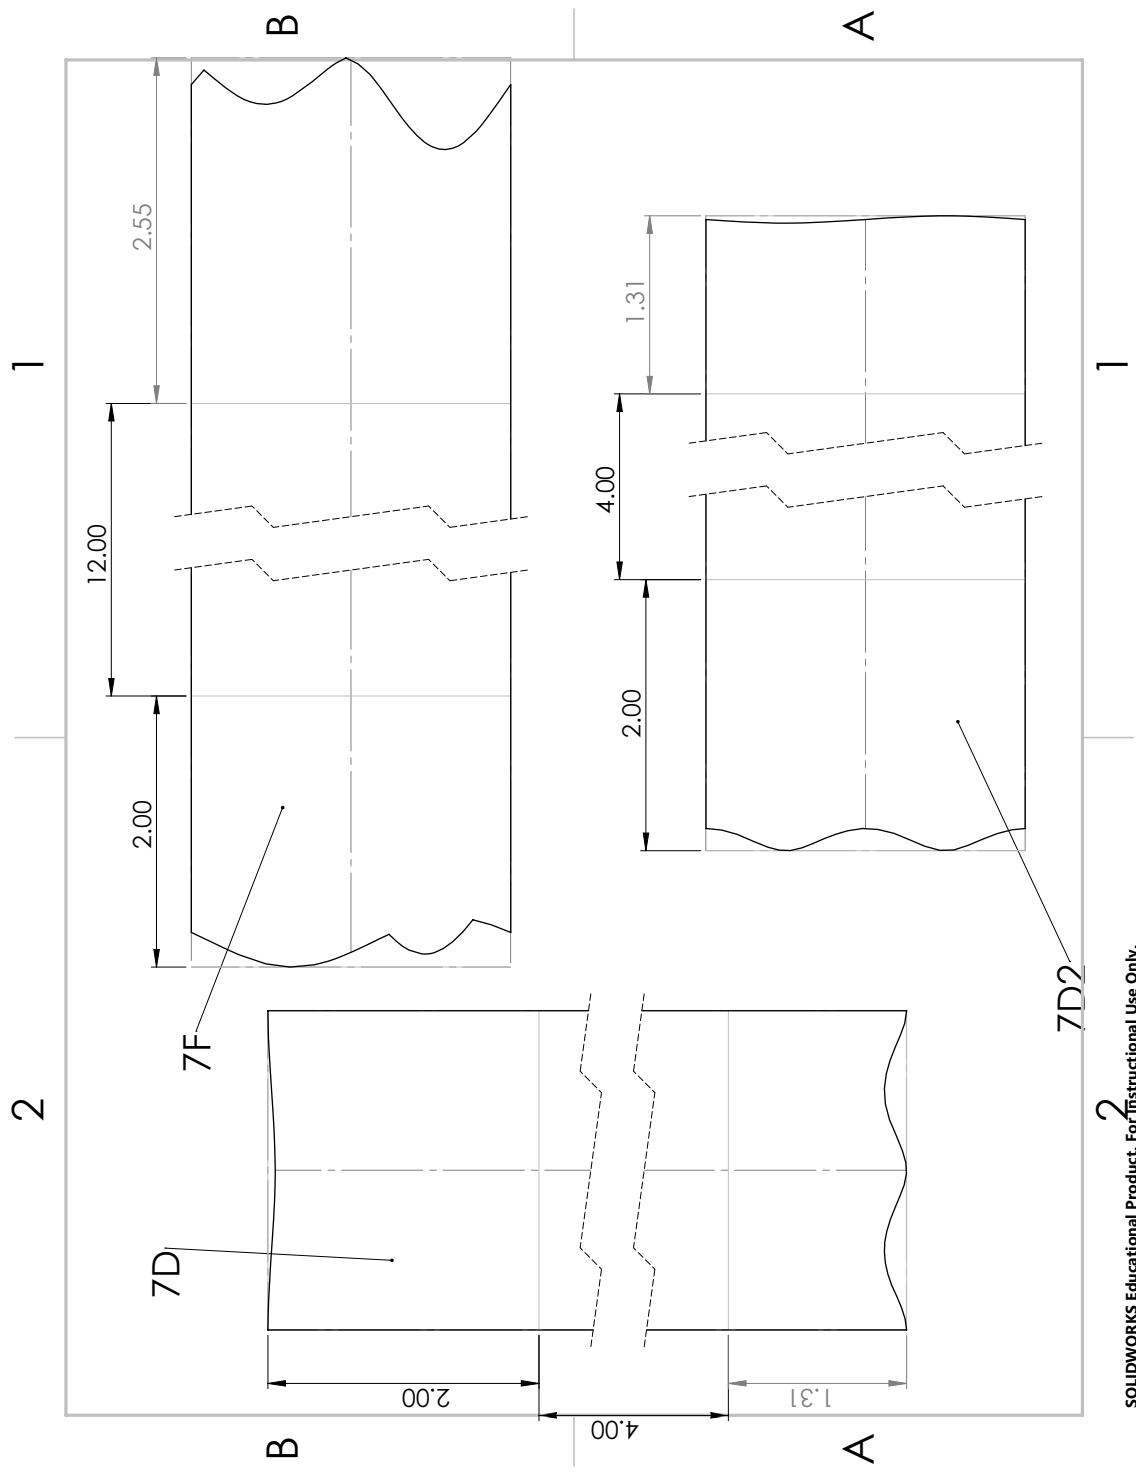 B
A
2.55
1
1.31
1
12.00
4.00
2.00
2.00
7F
7D2
2
2
7D
2.00
4.00
1.31
B
A
SOLIDWORKS Educational Product. For Instructional Use Only.